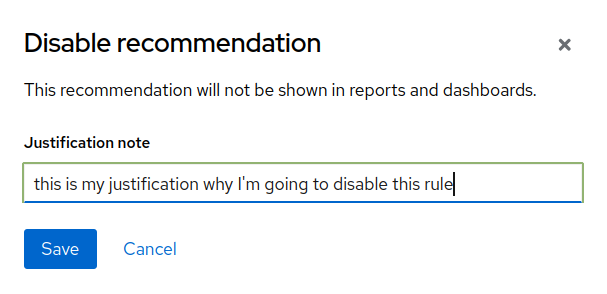 Disable recommendation
This recommendation will not be shown in reports and dashboards.
Justification note
this is my justification why I'm going to disable this rule
Save Cancel